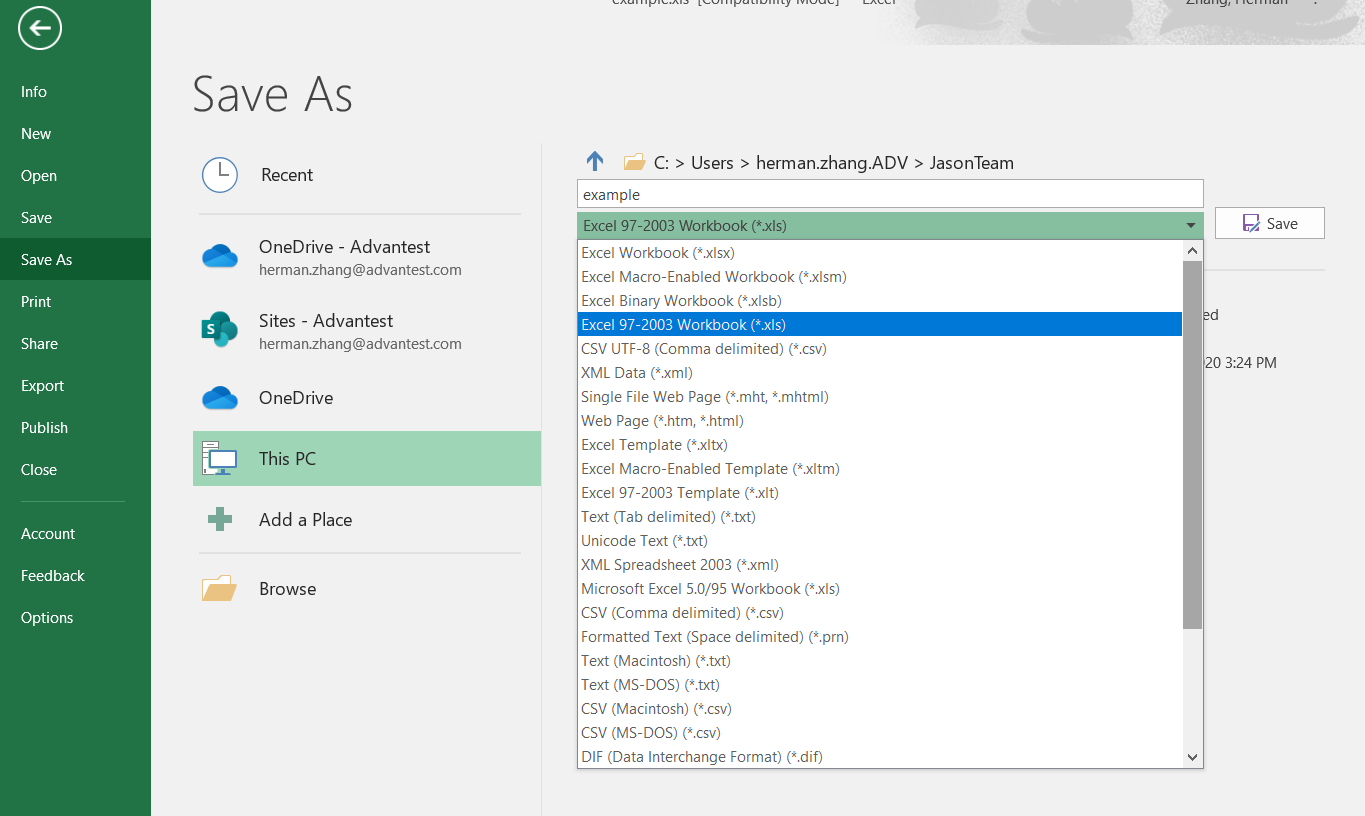 example.xls [Compatibility Mode] - Excel
Zhang, Herman
?
Info
New
Open
Save
Save As
Print
Share
Export
Publish
Close
Account
Feedback
Options
Save As
Recent
OneDrive - Advantest
herman.zhang@advantest.com
S
Sites - Advantest
herman.zhang@advantest.com
OneDrive
This PC
Add a Place
Browse
C: > Users > herman.zhang.ADV > JasonTeam
example
Excel 97-2003 Workbook (*.xls)
Save
Excel Workbook (*.xlsx)
Excel Macro-Enabled Workbook (*.xlsm)
Excel Binary Workbook (*.xlsb)
Excel 97-2003 Workbook (*.xls)
ed
CSV UTF-8 (Comma delimited) (*.csv)
20 3:24 PM
XML Data (*.xml)
Single File Web Page (*.mht, *.mhtml)
Web Page (*.htm, *.html)
Excel Template (*.xltx)
Excel Macro-Enabled Template (*.xltm)
Excel 97-2003 Template (*.xlt)
Text (Tab delimited) (*.txt)
Unicode Text (*.txt)
XML Spreadsheet 2003 (*.xml)
Microsoft Excel 5.0/95 Workbook (*.xls)
CSV (Comma delimited) (*.csv)
Formatted Text (Space delimited) (*.prn)
Text (Macintosh) (*.txt)
Text (MS-DOS) (*.txt)
CSV (Macintosh) (*.csv)
CSV (MS-DOS) (*.csv)
DIF (Data Interchange Format) (*.dif)